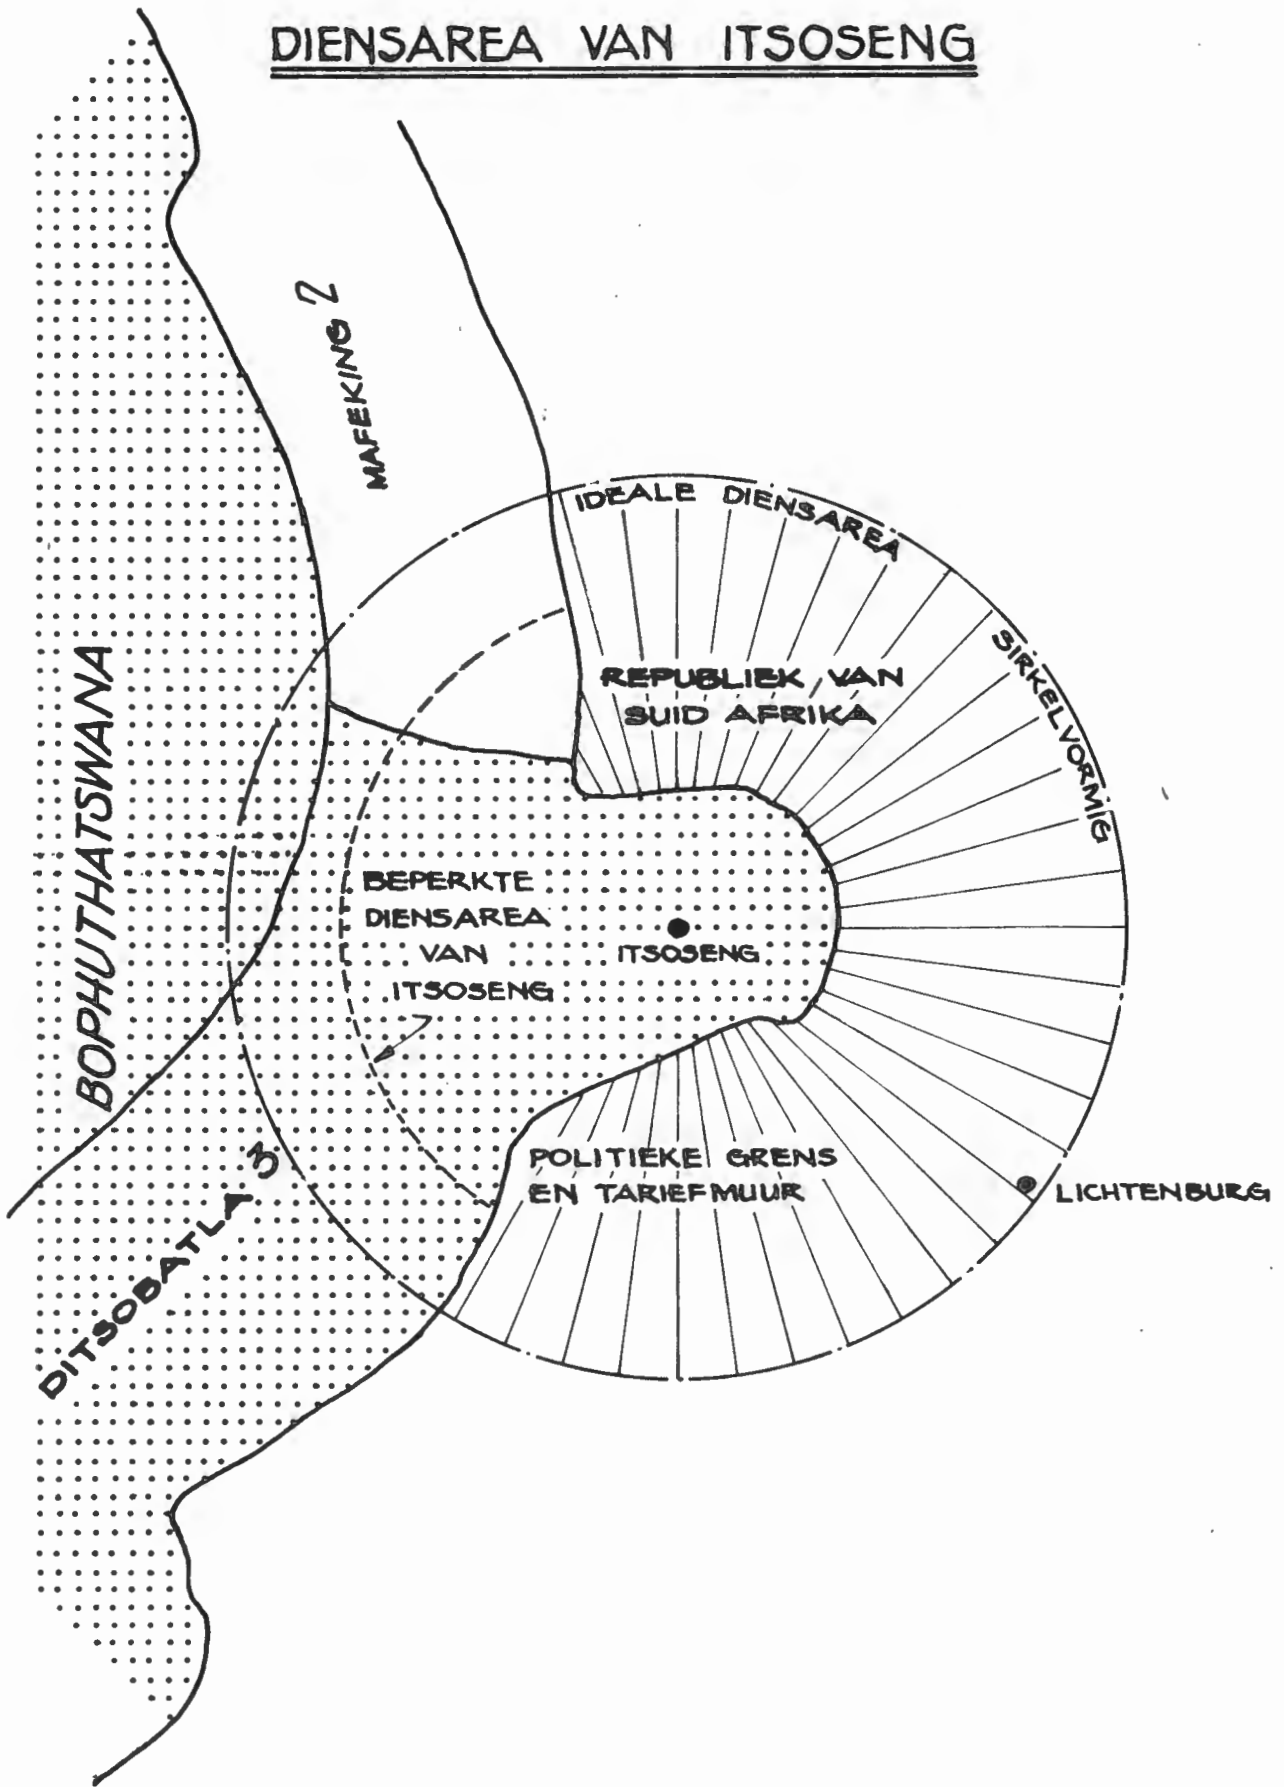 DIENSAREA VAN ITSOSENG
MAFEKING 2
IDEALE DIENSAREA
SIRKELVORMIG
REPUBLIEK VAN
SUID AFRIKA
BOPHUTHATSWANA
BEPERKTE
DIENSAREA
VAN
ITSOSENG
ITSOSENG
POLITIEKE GRENS
EN TARIEFMUUR
LICHTENBURG
DITSOBATLA 3